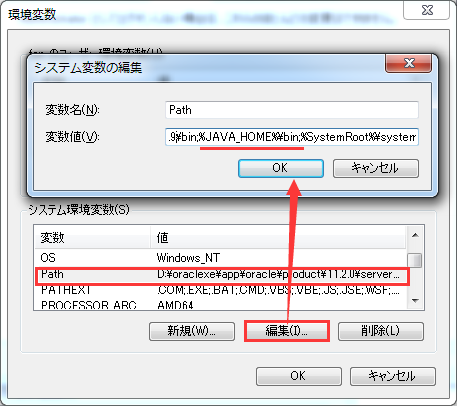 環境変数
システム変数の編集
変数名(N):
Path
変数値(V):
.9¥bin;%JAVA_HOME%¥bin;%SystemRoot%¥system
OK
キャンセル
システム環境変数(S)
変数 値
OS Windows_NT
Path D:¥oraclexe¥app¥oracle¥product¥11.2.0¥server...
PATHEXT .COM;.EXE;.BAT;.CMD;.VBS;.VBE;.JS;.JSE;.WSF;...
PROCESSOR_ARC AMD64
新規(W)...
編集(I)...
削除(L)
OK
キャンセル